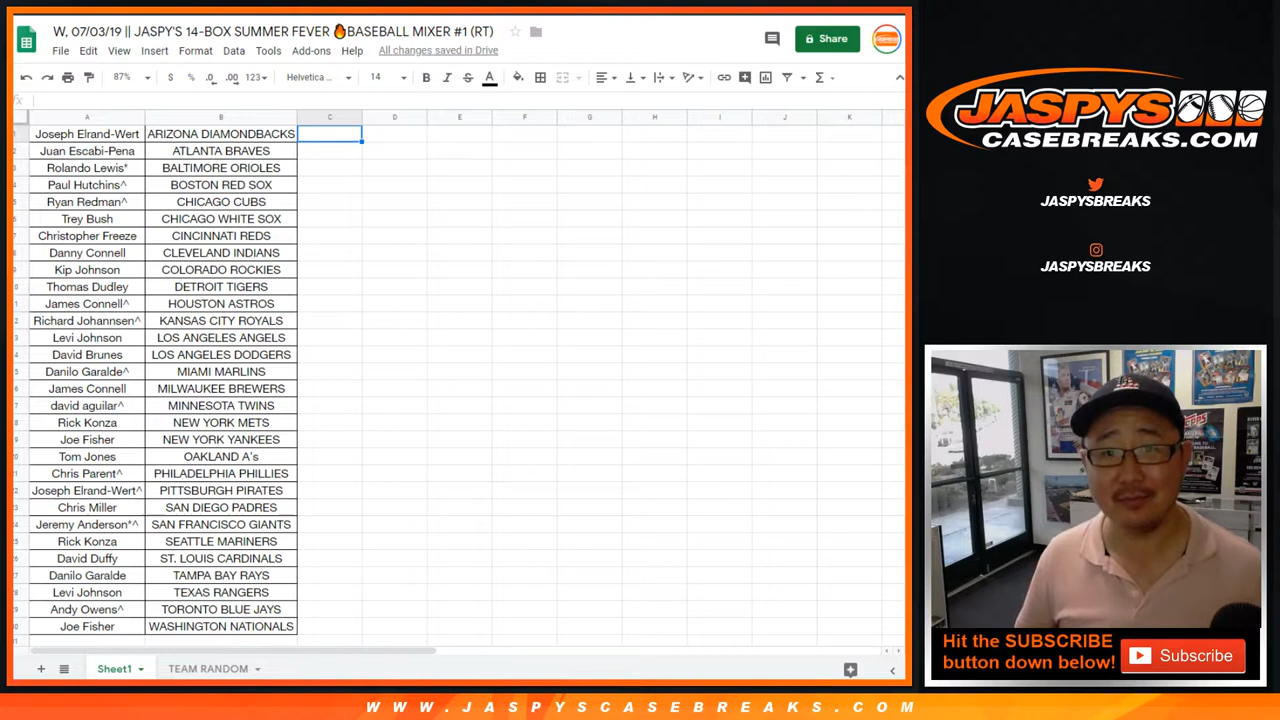 W, 07/03/19 || JASPY'S 14-BOX SUMMER FEVER 🔥BASEBALL MIXER #1 (RT)
File Edit View Insert Format Data Tools Add-ons Help All changes saved in Drive
Share
87% $ % .0 .00 123 Helvetica ... 14 B I S A
A B C D E F G H I J K
Joseph Elrand-Wert ARIZONA DIAMONDBACKS
Juan Escabi-Pena ATLANTA BRAVES
Rolando Lewis* BALTIMORE ORIOLES
Paul Hutchins^ BOSTON RED SOX
Ryan Redman^ CHICAGO CUBS
Trey Bush CHICAGO WHITE SOX
Christopher Freeze CINCINNATI REDS
Danny Connell CLEVELAND INDIANS
Kip Johnson COLORADO ROCKIES
Thomas Dudley DETROIT TIGERS
James Connell^ HOUSTON ASTROS
Richard Johannsen^ KANSAS CITY ROYALS
Levi Johnson LOS ANGELES ANGELS
David Brunes LOS ANGELES DODGERS
Danilo Garalde^ MIAMI MARLINS
James Connell MILWAUKEE BREWERS
david aguilar^ MINNESOTA TWINS
Rick Konza NEW YORK METS
Joe Fisher NEW YORK YANKEES
Tom Jones OAKLAND A's
Chris Parent^ PHILADELPHIA PHILLIES
Joseph Elrand-Wert^ PITTSBURGH PIRATES
Chris Miller SAN DIEGO PADRES
Jeremy Anderson*^ SAN FRANCISCO GIANTS
Rick Konza SEATTLE MARINERS
David Duffy ST. LOUIS CARDINALS
Danilo Garalde TAMPA BAY RAYS
Levi Johnson TEXAS RANGERS
Andy Owens^ TORONTO BLUE JAYS
Joe Fisher WASHINGTON NATIONALS
Sheet1 TEAM RANDOM
JASPYS
CASEBREAKS.COM
JASPYSBREAKS
JASPYSBREAKS
Hit the SUBSCRIBE
button down below!
Subscribe
WWW.JASPYSCASEBREAKS.COM